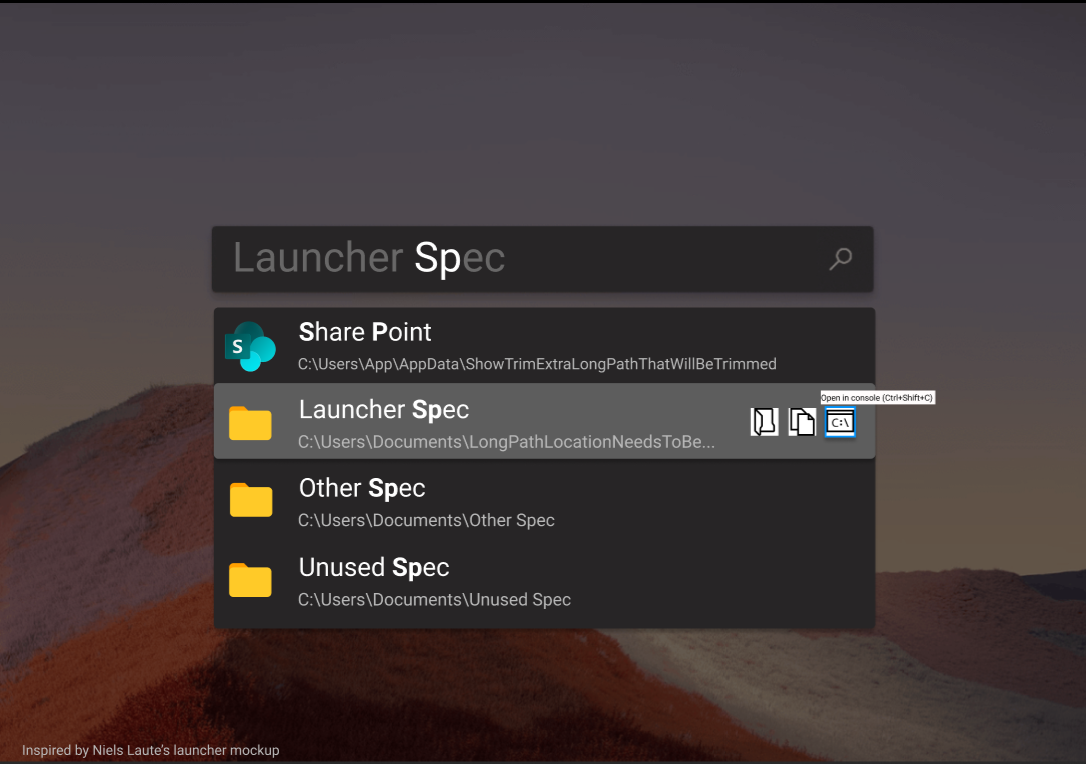 Launcher Spec
S
Share Point
C:\Users\App\AppData\ShowTrimExtraLongPathThatWillBeTrimmed
Open in console (Ctrl+Shift+C)
Launcher Spec
C:\Users\Documents\LongPathLocationNeedsToBe...
C:\
Other Spec
C:\Users\Documents\Other Spec
Unused Spec
C:\Users\Documents\Unused Spec
Inspired by Niels Laute's launcher mockup